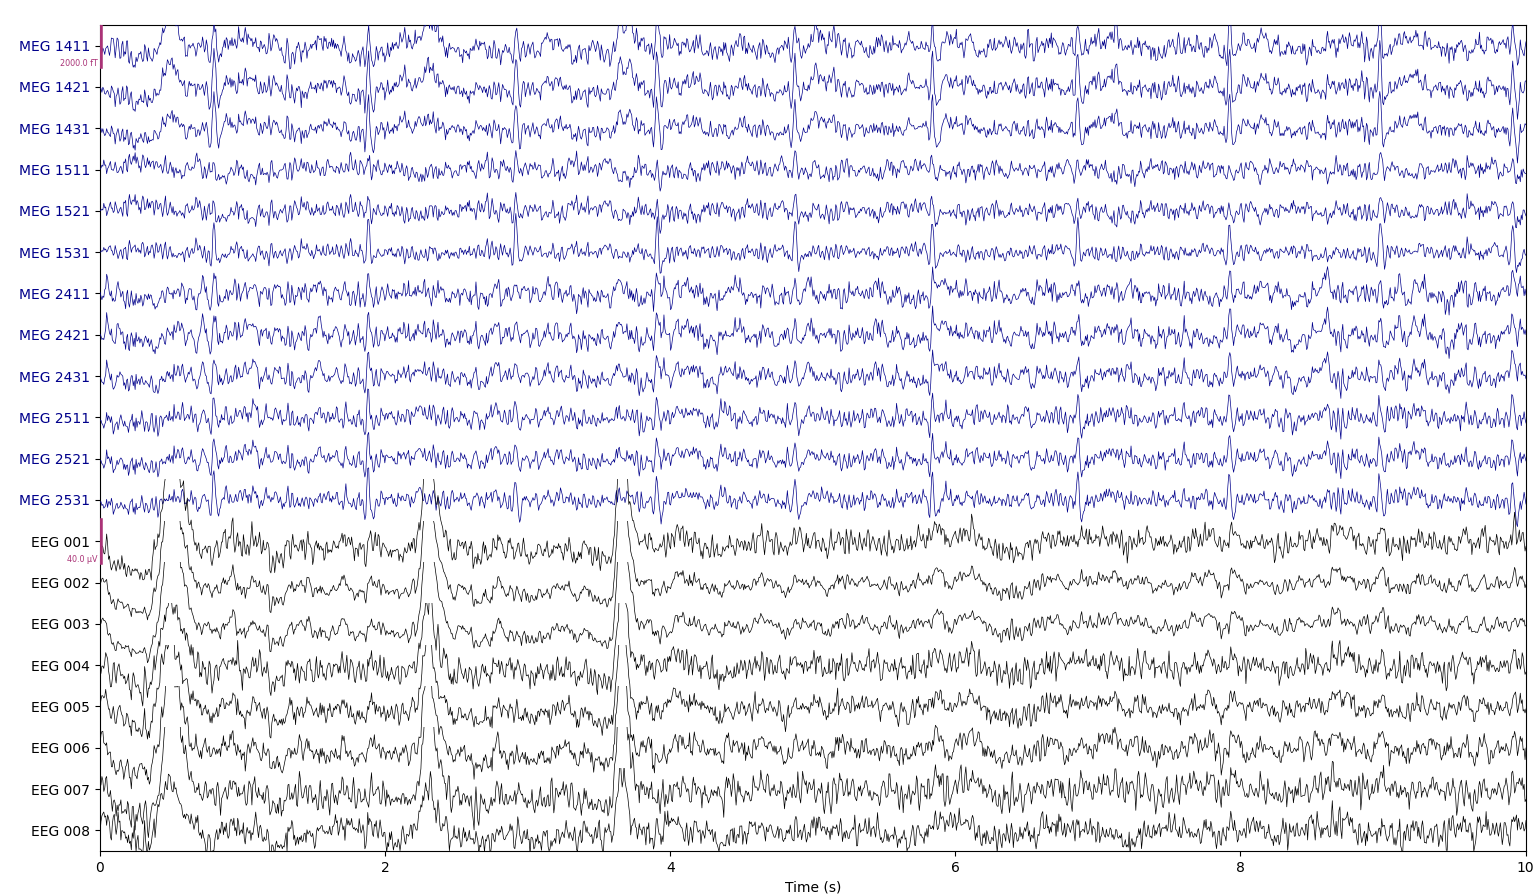 MEG 1411
2000.0 fT
MEG 1421
MEG 1431
MEG 1511
MEG 1521
MEG 1531
MEG 2411
MEG 2421
MEG 2431
MEG 2511
MEG 2521
MEG 2531
EEG 001
40.0 µV
EEG 002
EEG 003
EEG 004
EEG 005
EEG 006
EEG 007
EEG 008
0 2 4 6 8 10
Time (s)